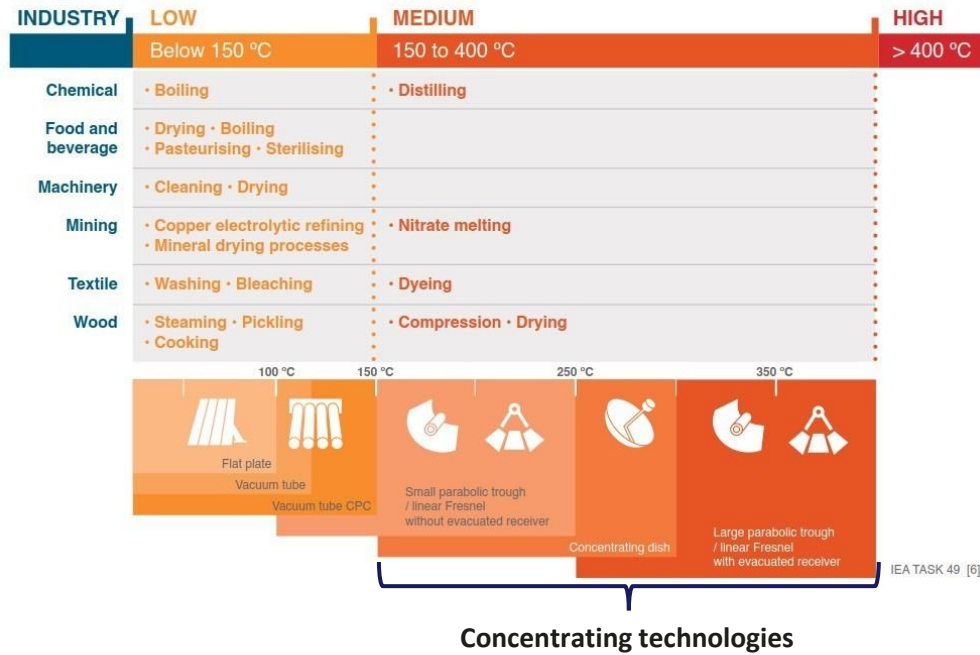 INDUSTRY LOW MEDIUM HIGH
Below 150 ºC 150 to 400 ºC > 400 ºC
Chemical · Boiling · Distilling
Food and beverage · Drying · Boiling
· Pasteurising · Sterilising
Machinery · Cleaning · Drying
Mining · Copper electrolytic refining · Nitrate melting
· Mineral drying processes
Textile · Washing · Bleaching · Dyeing
Wood · Steaming · Pickling · Compression · Drying
· Cooking
100 ºC 150 ºC 250 ºC 350 ºC
Flat plate
Vacuum tube
Vacuum tube CPC
Small parabolic trough
/ linear Fresnel
without evacuated receiver
Concentrating dish
Large parabolic trough
/ linear Fresnel
with evacuated receiver
IEA TASK 49 [6]
Concentrating technologies